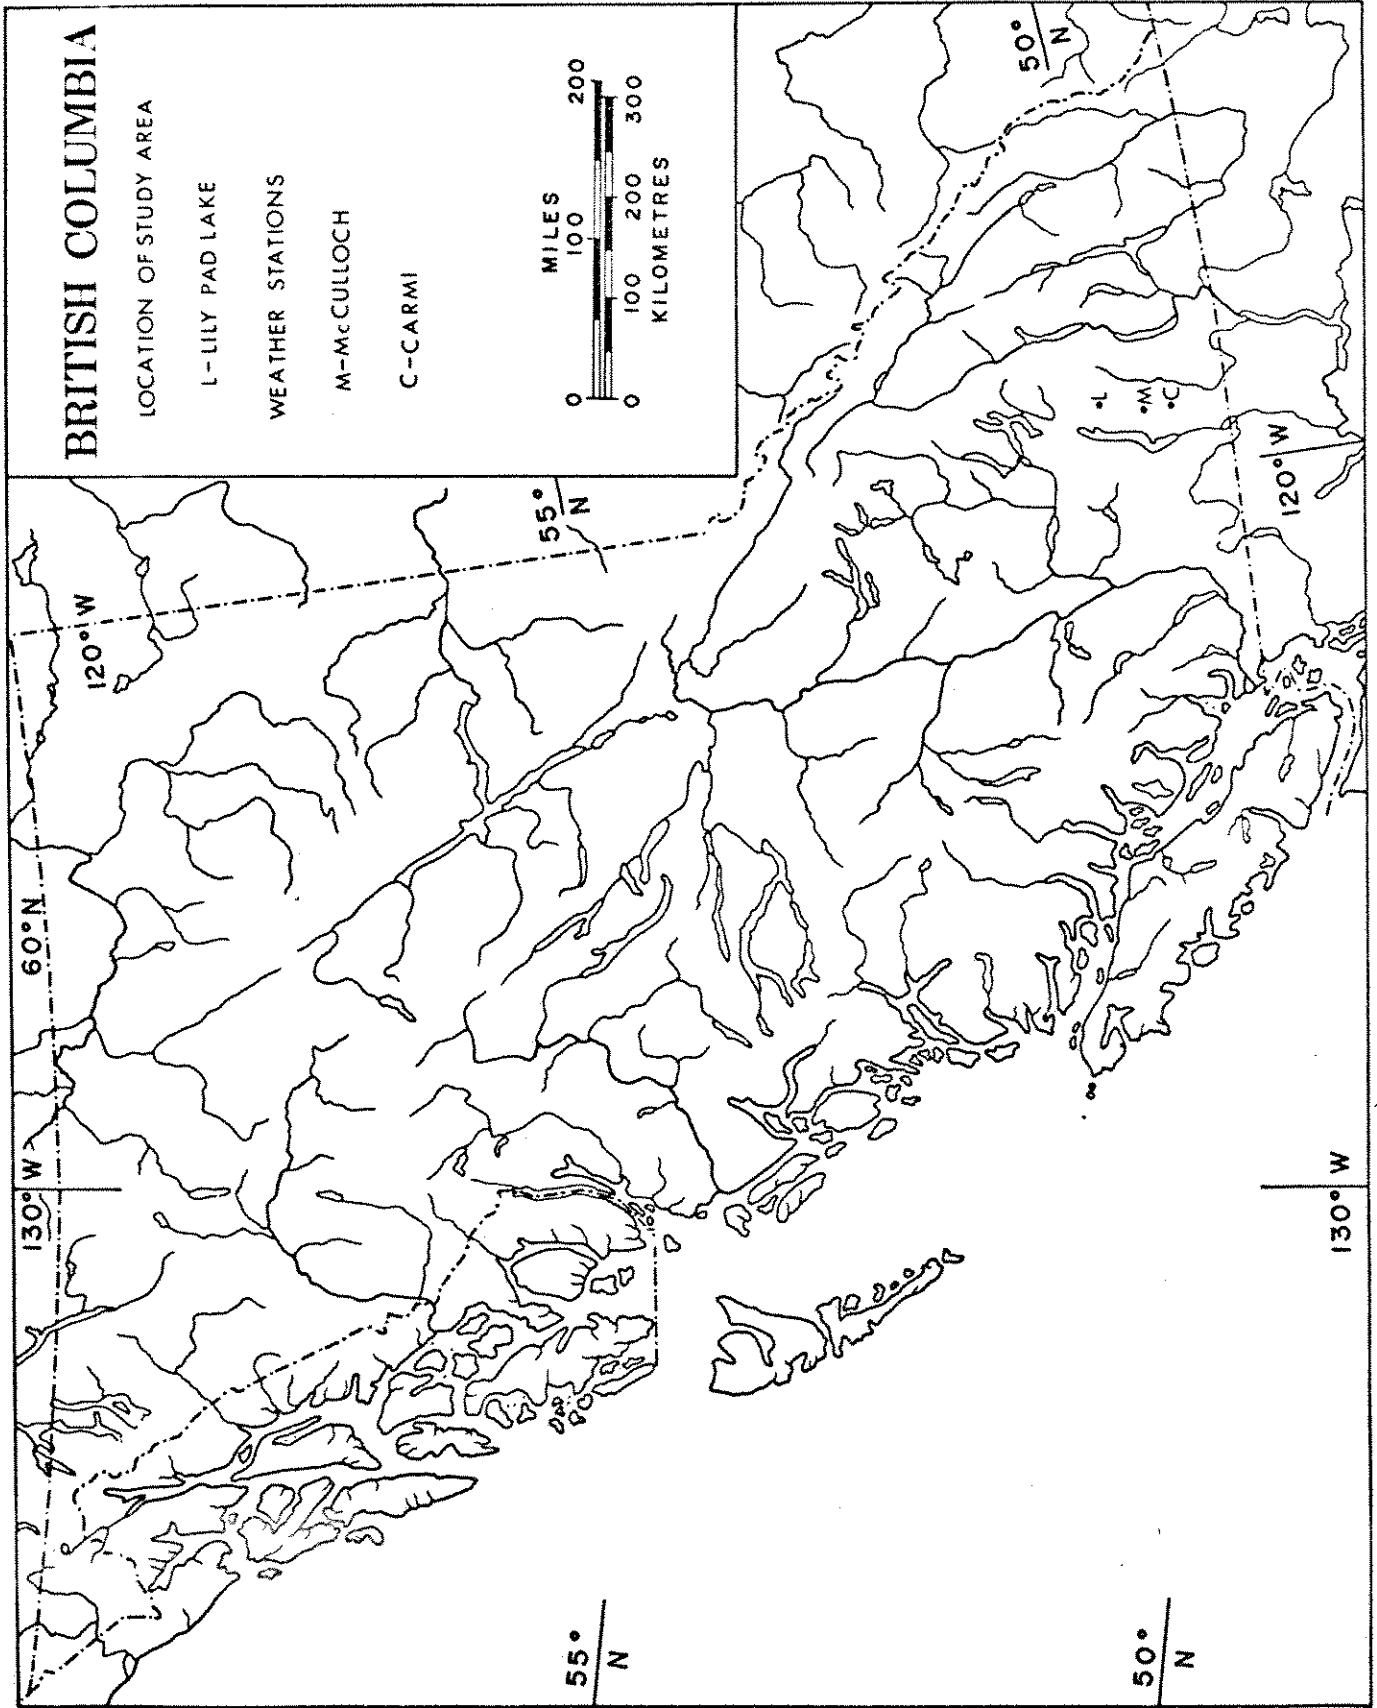 BRITISH COLUMBIA
LOCATION OF STUDY AREA
L-LILY PAD LAKE
WEATHER STATIONS
M-McCULLOCH
C-CARMI
MILES
0 100 200
0 100 200 300
KILOMETRES
130° W
60° N
120° W
55°
N
50°
N
•L
•M
•C
120° W
55°
N
50°
N
130° W